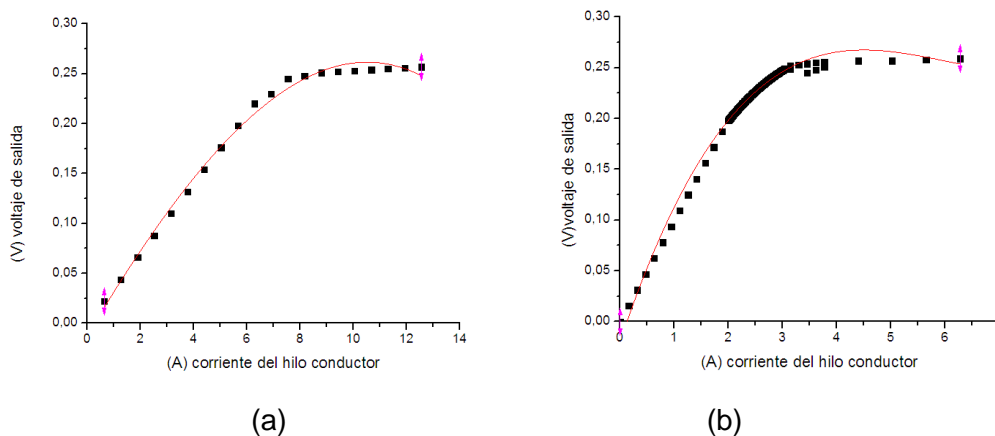 0,30
0,25
0,20
0,15
0,10
0,05
0,00
0 2 4 6 8 10 12 14
(V) voltaje de salida
(A) corriente del hilo conductor
(a)
0,30
0,25
0,20
0,15
0,10
0,05
0,00
0 1 2 3 4 5 6
(V)voltaje de salida
(A) corriente del hilo conductor
(b)